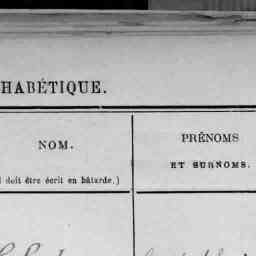 HABÉTIQUE.
NOM.
doit être écrit en bâtarde.)
PRÉNOMS
ET SURNOMS.